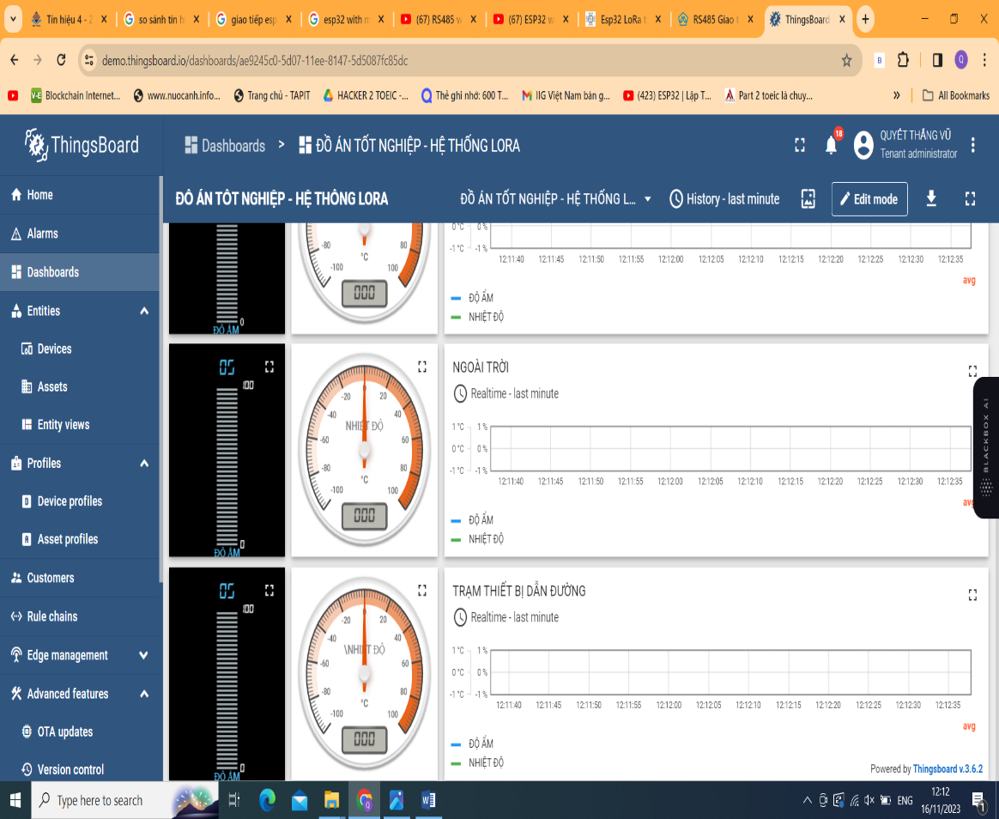 Tín hiệu 4 - 2
so sánh tín h
giao tiếp esp
esp32 with m
(67) RS485 w
(67) ESP32 w
Esp32 LoRa t
RS485 Giao t
ThingsBoard
demo.thingsboard.io/dashboards/ae9245c0-5d07-11ee-8147-5d5087fc85dc
Blockchain Internet...
www.nuocanh.info...
Trang chủ - TAPIT
HACKER 2 TOEIC -...
Thẻ ghi nhớ: 600 T...
IIG Việt Nam bàn g...
(423) ESP32 | Lập T...
Part 2 toeic là chuy...
All Bookmarks
ThingsBoard
Dashboards > ĐỒ ÁN TỐT NGHIỆP - HỆ THỐNG LORA
18
QUYẾT THẮNG VŨ
Tenant administrator
ĐỒ ÁN TỐT NGHIỆP - HỆ THỐNG LORA
ĐỒ ÁN TỐT NGHIỆP - HỆ THỐNG L...
History - last minute
Edit mode
Home
Alarms
Dashboards
Entities
Devices
Assets
Entity views
Profiles
Device profiles
Asset profiles
Customers
Rule chains
Edge management
Advanced features
OTA updates
Version control
0
ĐỘ ẨM
-80 80
-100 °C 100
000
0 °C 0 %
-1 °C -1 %
12:11:40 12:11:45 12:11:50 12:11:55 12:12:00 12:12:05 12:12:10 12:12:15 12:12:20 12:12:25 12:12:30 12:12:35
avg
ĐỘ ẨM
NHIỆT ĐỘ
100
0
ĐỘ ẨM
-20 20
-40 40
NHIỆT ĐỘ
-60 60
-80 80
-100 °C 100
000
NGOÀI TRỜI
Realtime - last minute
1 °C 1 %
0 °C 0 %
-1 °C -1 %
12:11:40 12:11:45 12:11:50 12:11:55 12:12:00 12:12:05 12:12:10 12:12:15 12:12:20 12:12:25 12:12:30 12:12:35
avg
ĐỘ ẨM
NHIỆT ĐỘ
BLACKBOX AI
100
0
ĐỘ ẨM
-20 20
-40 40
\NHIỆT ĐỘ
-60 60
-80 80
-100 °C 100
000
TRẠM THIẾT BỊ DẪN ĐƯỜNG
Realtime - last minute
1 °C 1 %
0 °C 0 %
-1 °C -1 %
12:11:40 12:11:45 12:11:50 12:11:55 12:12:00 12:12:05 12:12:10 12:12:15 12:12:20 12:12:25 12:12:30 12:12:35
avg
ĐỘ ẨM
NHIỆT ĐỘ
Powered by Thingsboard v.3.6.2
Type here to search
ENG
12:12
16/11/2023
1